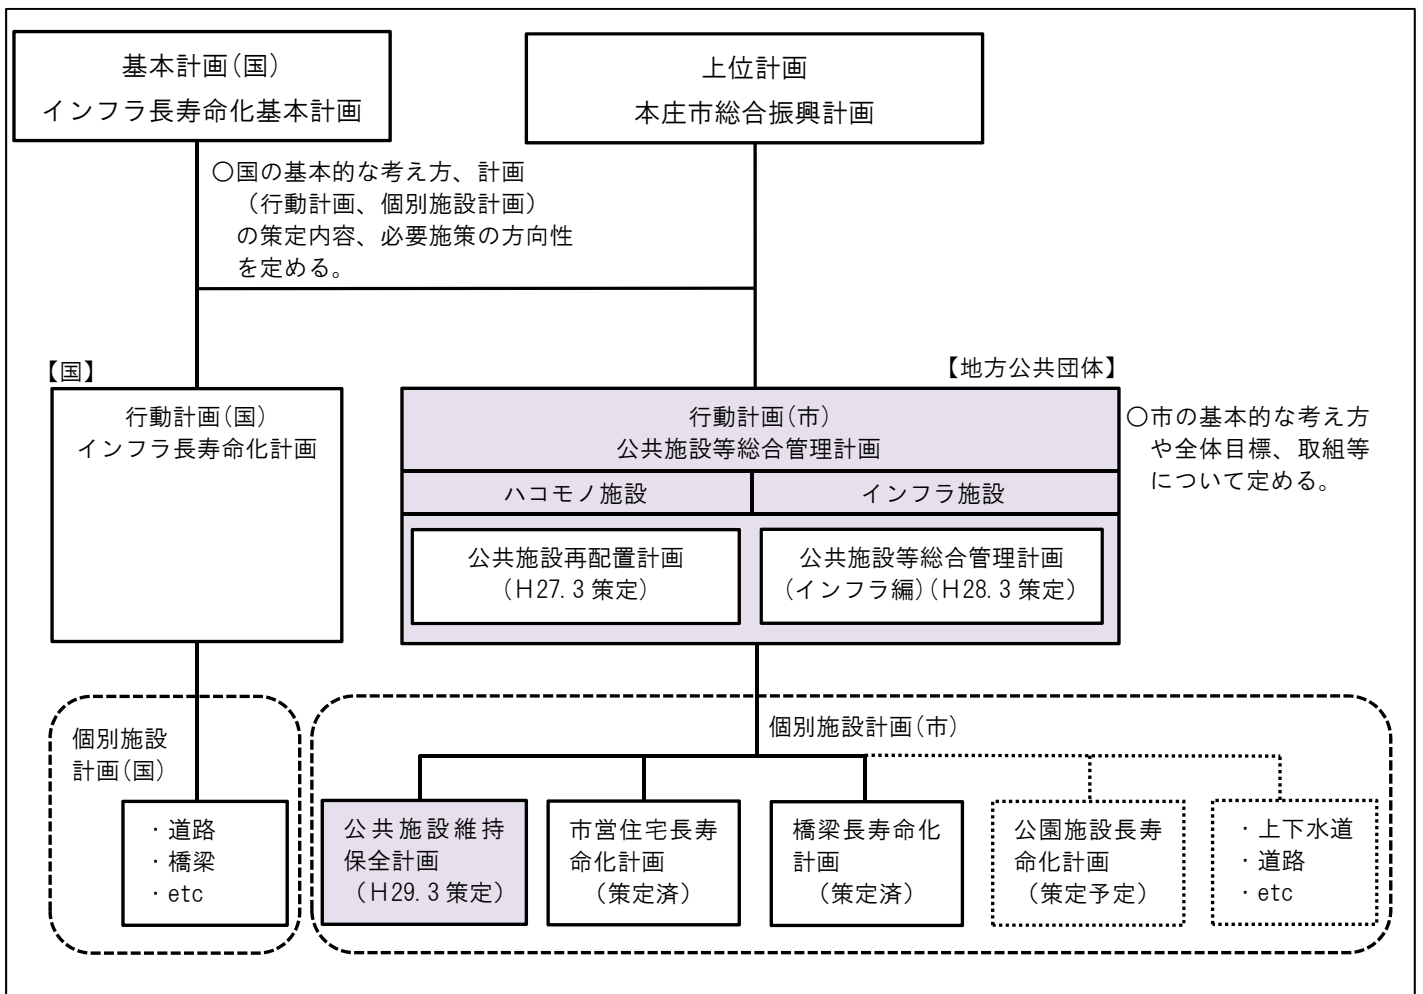 基本計画(国)
インフラ長寿命化基本計画
上位計画
本庄市総合振興計画
〇国の基本的な考え方、計画
（行動計画、個別施設計画）
の策定内容、必要施策の方向性
を定める。
【国】
行動計画(国)
インフラ長寿命化計画
【地方公共団体】
行動計画(市)
公共施設等総合管理計画
ハコモノ施設
インフラ施設
公共施設再配置計画
(H27.3 策定)
公共施設等総合管理計画
(インフラ編)(H28.3 策定)
〇市の基本的な考え方
や全体目標、取組等
について定める。
個別施設
計画(国)
・道路
・橋梁
・etc
個別施設計画(市)
公共施設維持
保全計画
（H29.3 策定）
市営住宅長寿
命化計画
（策定済）
橋梁長寿命化
計画
（策定済）
公園施設長寿
命化計画
（策定予定）
・上下水道
・道路
・etc